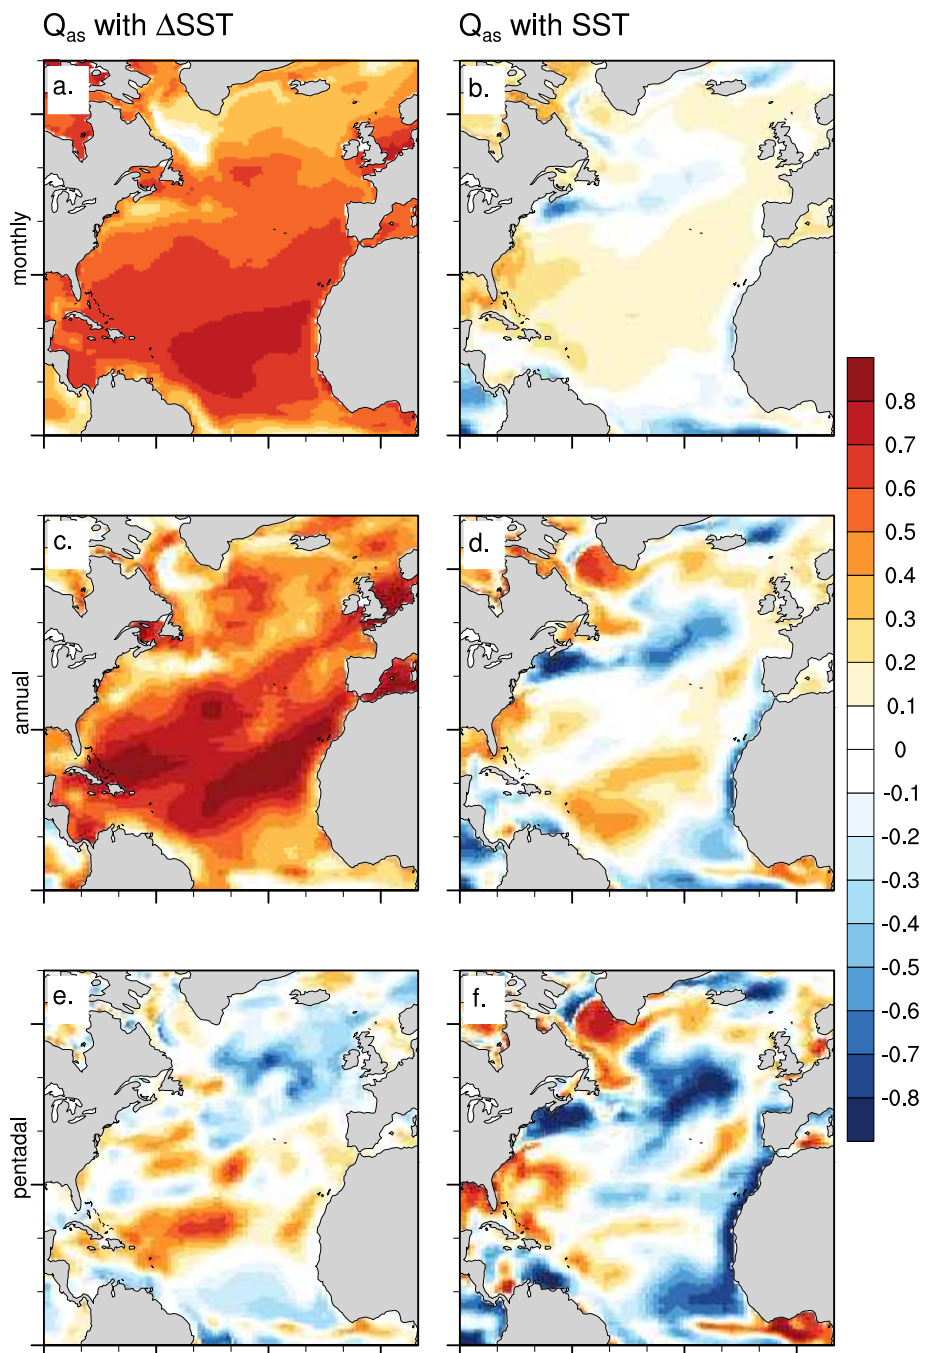 Qas with ΔSST
Qas with SST
a.
b.
monthly
c.
d.
annual
e.
f.
pentadal
0.8
0.7
0.6
0.5
0.4
0.3
0.2
0.1
0
-0.1
-0.2
-0.3
-0.4
-0.5
-0.6
-0.7
-0.8